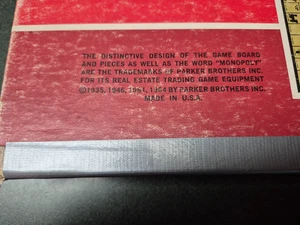 THE DISTINCTIVE DESIGN OF THE GAME BOARD
AND PIECES AS WELL AS THE WORD "MONOPOLY"
ARE THE TRADEMARKS OF PARKER BROTHERS INC.
FOR ITS REAL ESTATE TRADING GAME EQUIPMENT
©1935, 1946, 1961, 1964 BY PARKER BROTHERS INC.
MADE IN U.S.A.